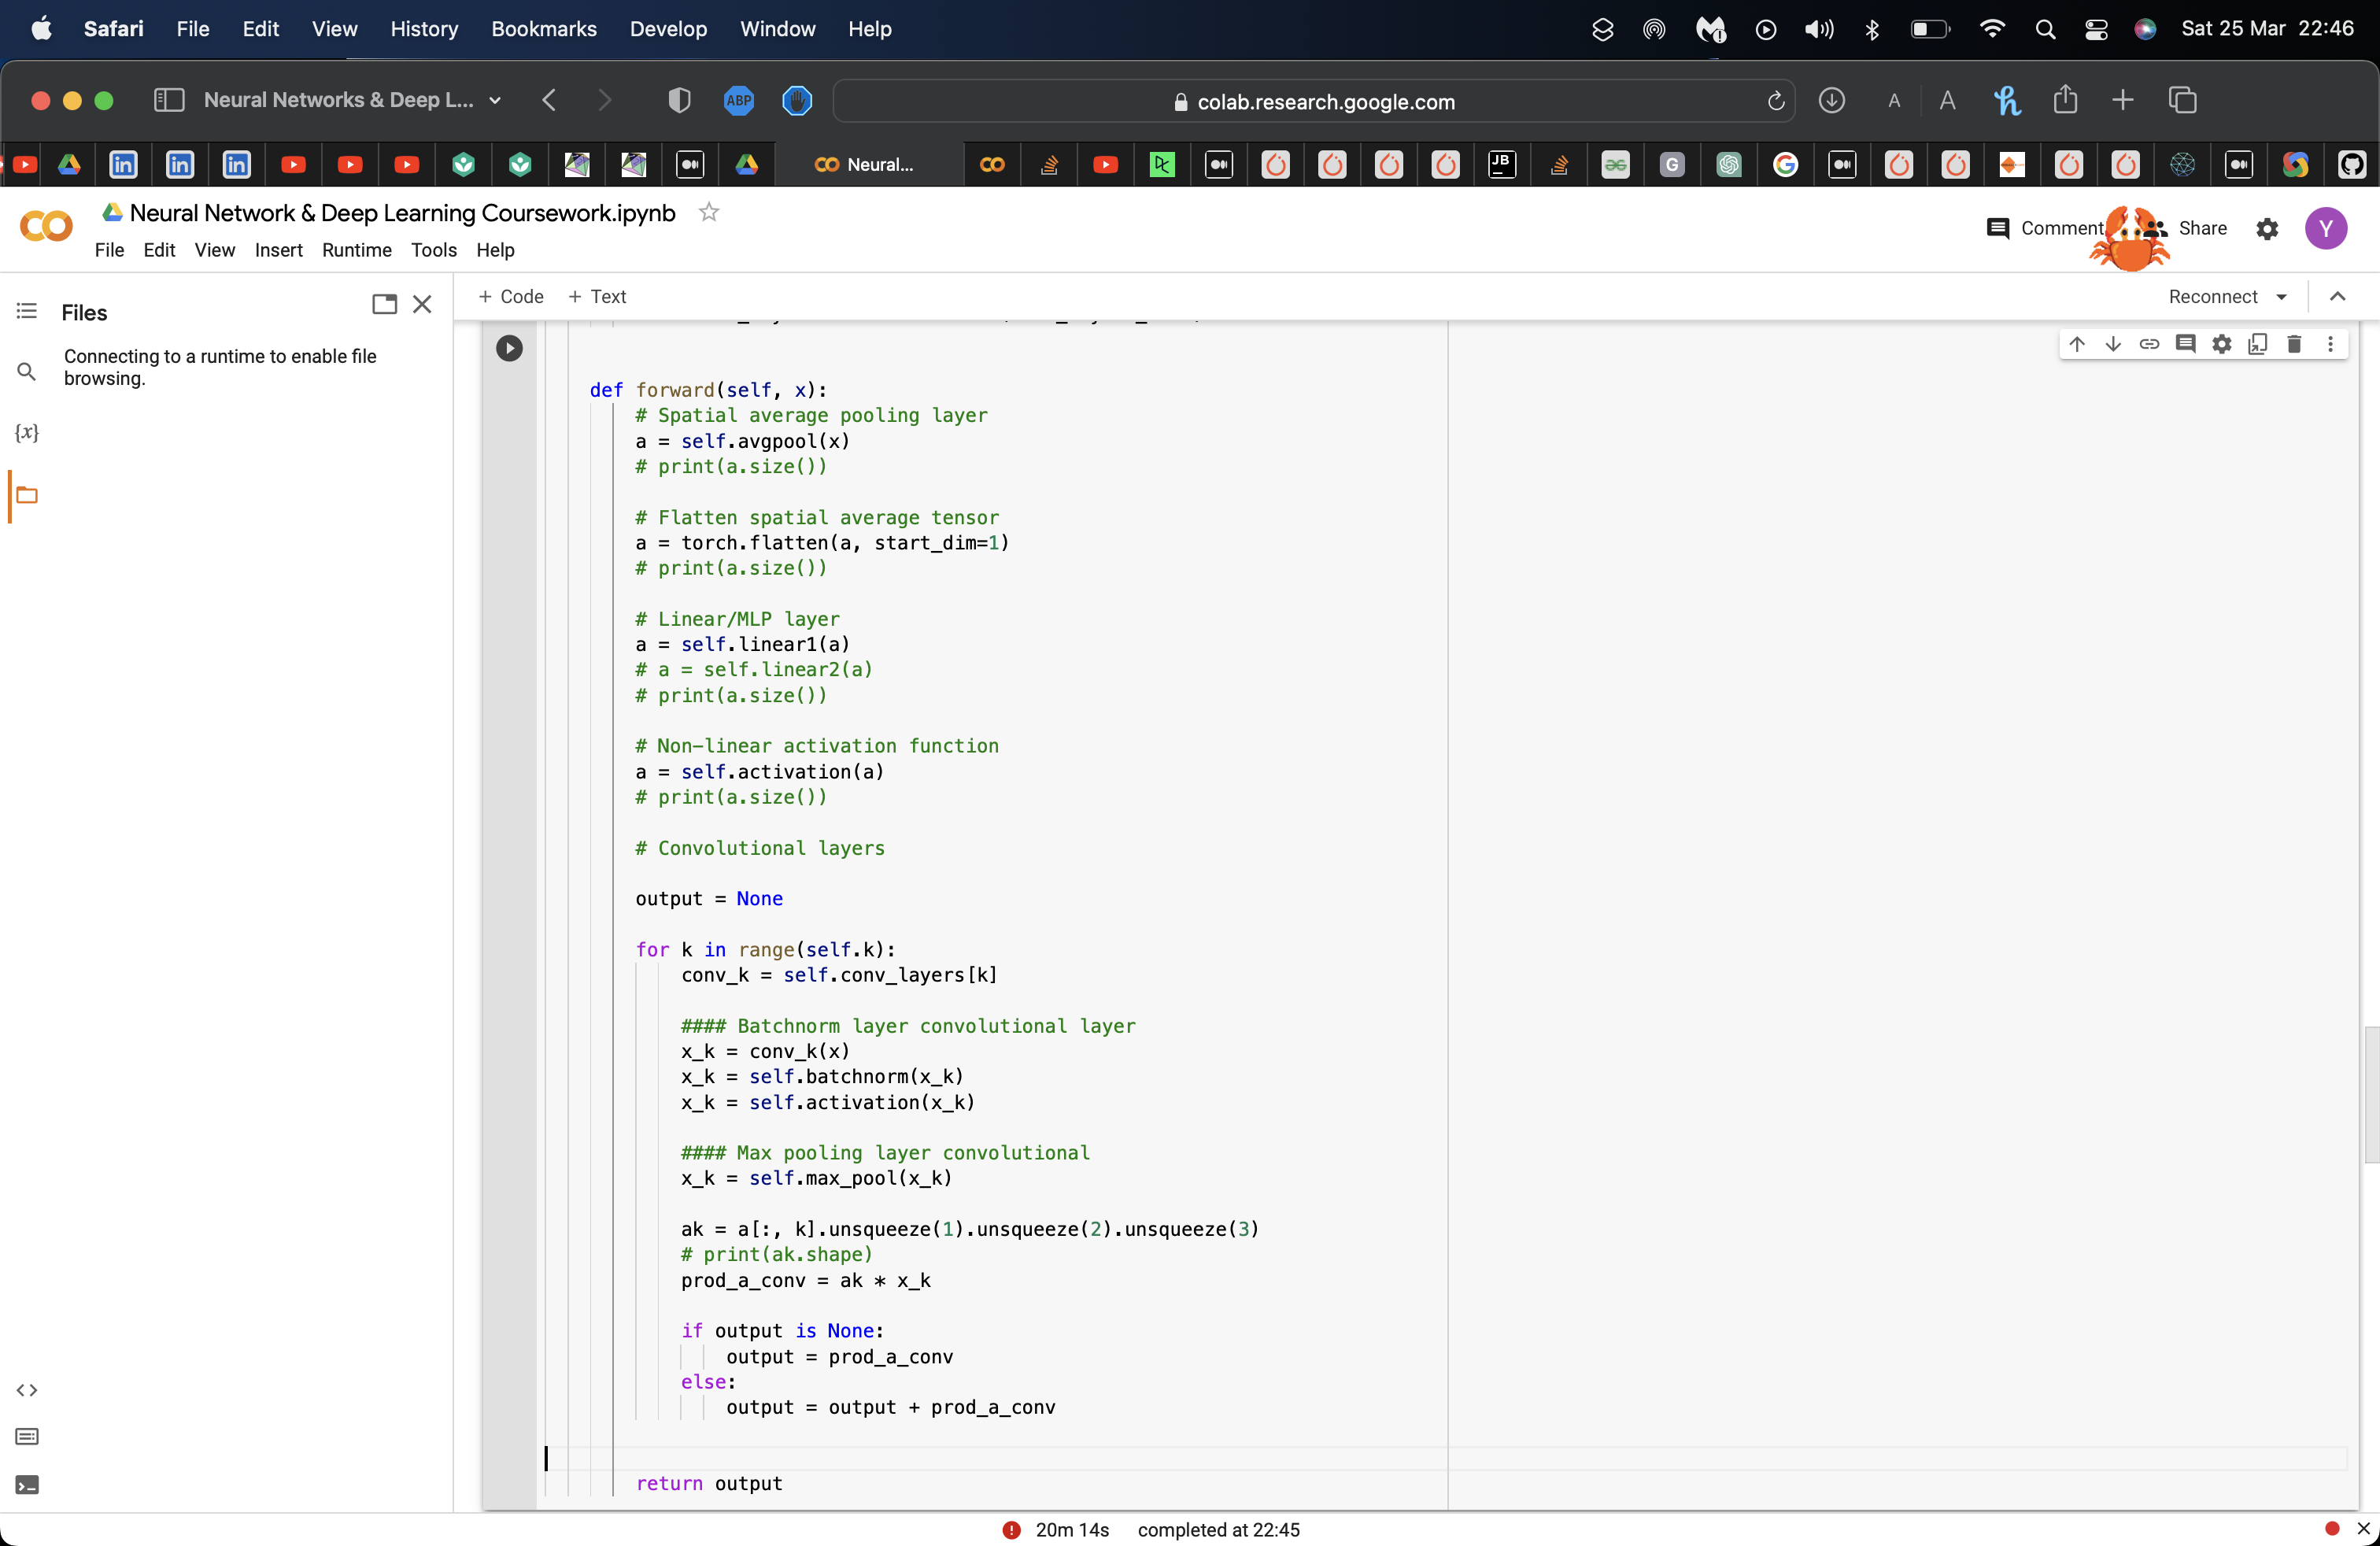 Safari File Edit View History Bookmarks Develop Window Help Sat 25 Mar 22:46
Neural Networks & Deep L... ABP colab.research.google.com A A
Neural... JB G
Neural Network & Deep Learning Coursework.ipynb
Comment Share Y
File Edit View Insert Runtime Tools Help
Files
+ Code + Text Reconnect
Connecting to a runtime to enable file
browsing.
{x}
def forward(self, x):
# Spatial average pooling layer
a = self.avgpool(x)
# print(a.size())
# Flatten spatial average tensor
a = torch.flatten(a, start_dim=1)
# print(a.size())
# Linear/MLP layer
a = self.linear1(a)
# a = self.linear2(a)
# print(a.size())
# Non-linear activation function
a = self.activation(a)
# print(a.size())
# Convolutional layers
output = None
for k in range(self.k):
conv_k = self.conv_layers[k]
#### Batchnorm layer convolutional layer
x_k = conv_k(x)
x_k = self.batchnorm(x_k)
x_k = self.activation(x_k)
#### Max pooling layer convolutional
x_k = self.max_pool(x_k)
ak = a[:, k].unsqueeze(1).unsqueeze(2).unsqueeze(3)
# print(ak.shape)
prod_a_conv = ak * x_k
if output is None:
output = prod_a_conv
else:
output = output + prod_a_conv
return output
20m 14s completed at 22:45